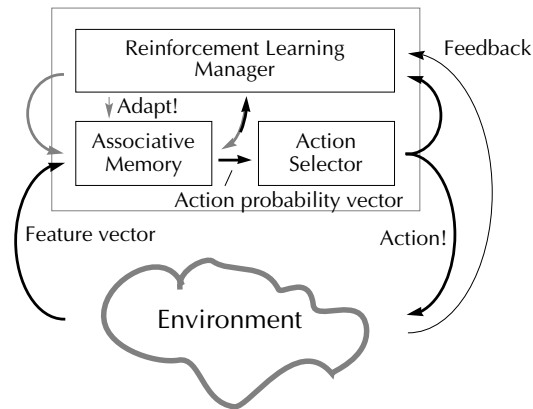 Reinforcement Learning
Manager
Feedback
Adapt!
Associative
Memory
Action
Selector
Action probability vector
Feature vector
Action!
Environment